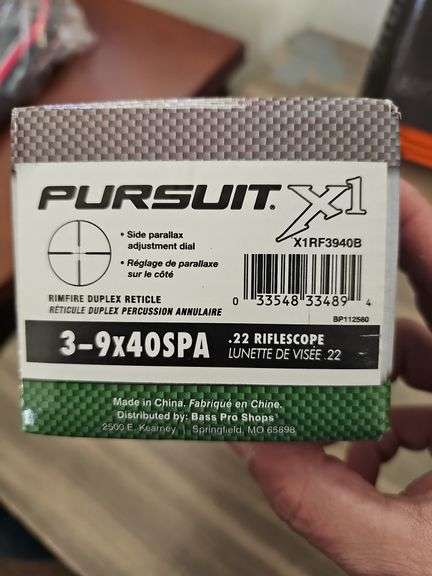 PURSUIT. X1
• Side parallax
adjustment dial
X1RF3940B
• Réglage de parallaxe
sur le côté
0 33548 33489 4
RIMFIRE DUPLEX RETICLE
RÉTICULE DUPLEX PERCUSSION ANNULAIRE
BP112560
3-9x40SPA
.22 RIFLESCOPE
LUNETTE DE VISÉE .22
Made in China. Fabriqué en Chine.
Distributed by: Bass Pro Shops
2500 E. Kearney | Springfield, MO 65898